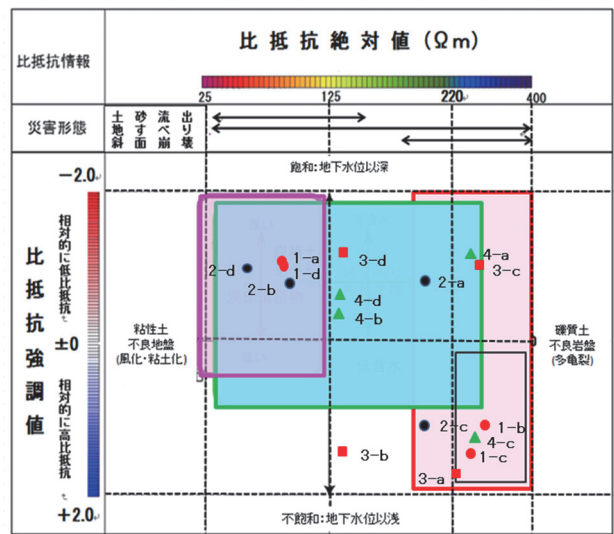 比抵抗情報
比抵抗絶対値(Ωm)
25 125 220 400
災害形態
土砂流出
地すべり
斜面崩壊
飽和:地下水位以深
-2.0
相対的に低比抵抗
比抵抗強調値
±0
相対的に高比抵抗
+2.0
粘性土
不良地盤
(風化・粘土化)
礫質土
不良岩盤
(多亀裂)
1-a
1-d
2-d
2-b
3-d
4-d
4-b
2-a
4-a
3-c
2-c
1-b
4-c
1-c
3-b
3-a
不飽和:地下水位以浅